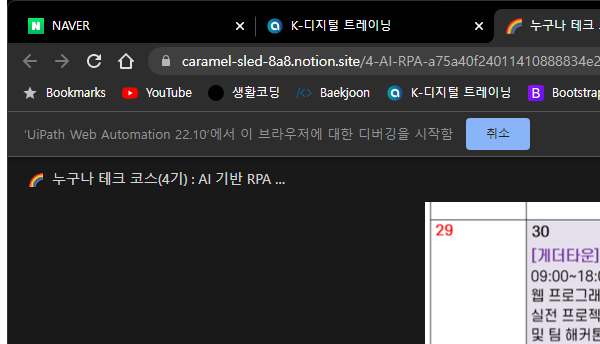 NAVER
K-디지털 트레이닝
누구나 테크
caramel-sled-8a8.notion.site/4-AI-RPA-a75a40f24011410888834e2
Bookmarks
YouTube
생활코딩
Baekjoon
K-디지털 트레이닝
Bootstrap
'UiPath Web Automation 22.10'에서 이 브라우저에 대한 디버깅을 시작함
취소
누구나 테크 코스(4기) : AI 기반 RPA ...
29
30
[게더타운]
09:00~18:0
웹 프로그래
실전 프로젝
및 팀 해커톤